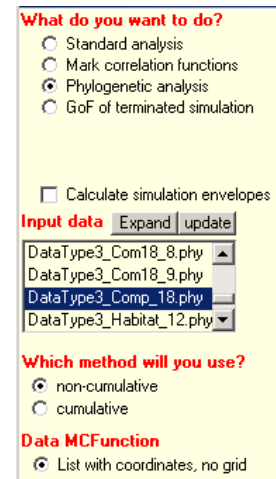 What do you want to do?
Standard analysis
Mark correlation functions
Phylogenetic analysis
GoF of terminated simulation
Calculate simulation envelopes
Input data Expand update
DataType3_Com18_8.phy
DataType3_Com18_9.phy
DataType3_Comp_18.phy
DataType3_Habitat_12.phy
Which method will you use?
non-cumulative
cumulative
Data MCFunction
List with coordinates, no grid